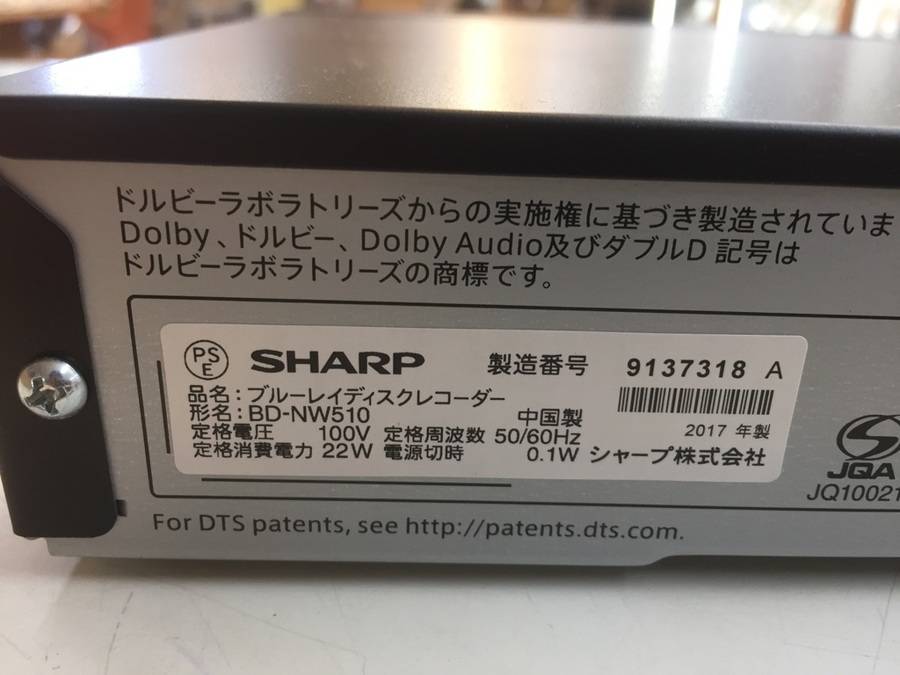 ドルビーラボラトリーズからの実施権に基づき製造されていま
Dolby、ドルビー、Dolby Audio及びダブルD 記号は
ドルビーラボラトリーズの商標です。
PS
E
SHARP 製造番号 9137318 A
品名：ブルーレイディスクレコーダー
形名：BD-NW510 中国製
2017 年製
定格電圧 100V 定格周波数 50/60Hz
定格消費電力 22W 電源切時 0.1W シャープ株式会社
JQA
JQ10021
For DTS patents, see http://patents.dts.com.